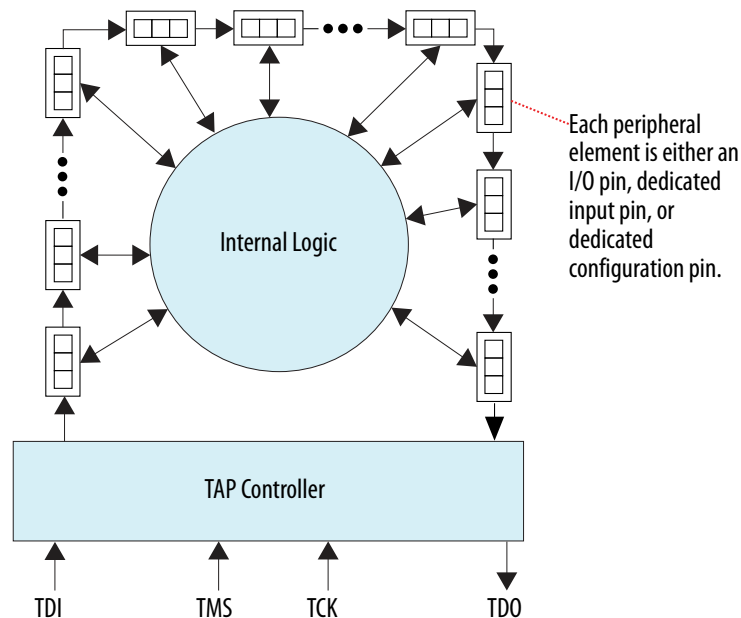 Each peripheral
element is either an
I/O pin, dedicated
input pin, or
dedicated
configuration pin.
Internal Logic
TAP Controller
TDI
TMS
TCK
TDO